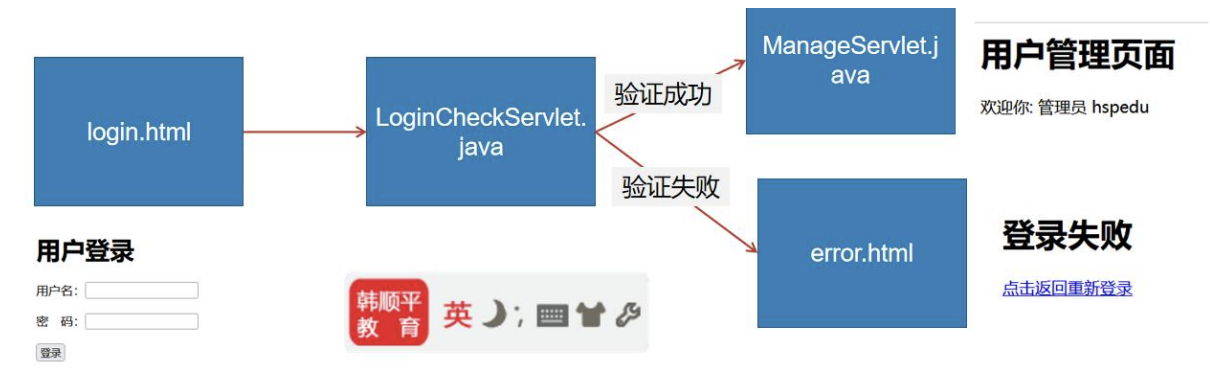 login.html
LoginCheckServlet.
java
验证成功
验证失败
ManageServlet.j
ava
用户管理页面
欢迎你: 管理员 hspedu
error.html
登录失败
点击返回重新登录
用户登录
用户名:
密 码:
登录
韩顺平
教 育
英